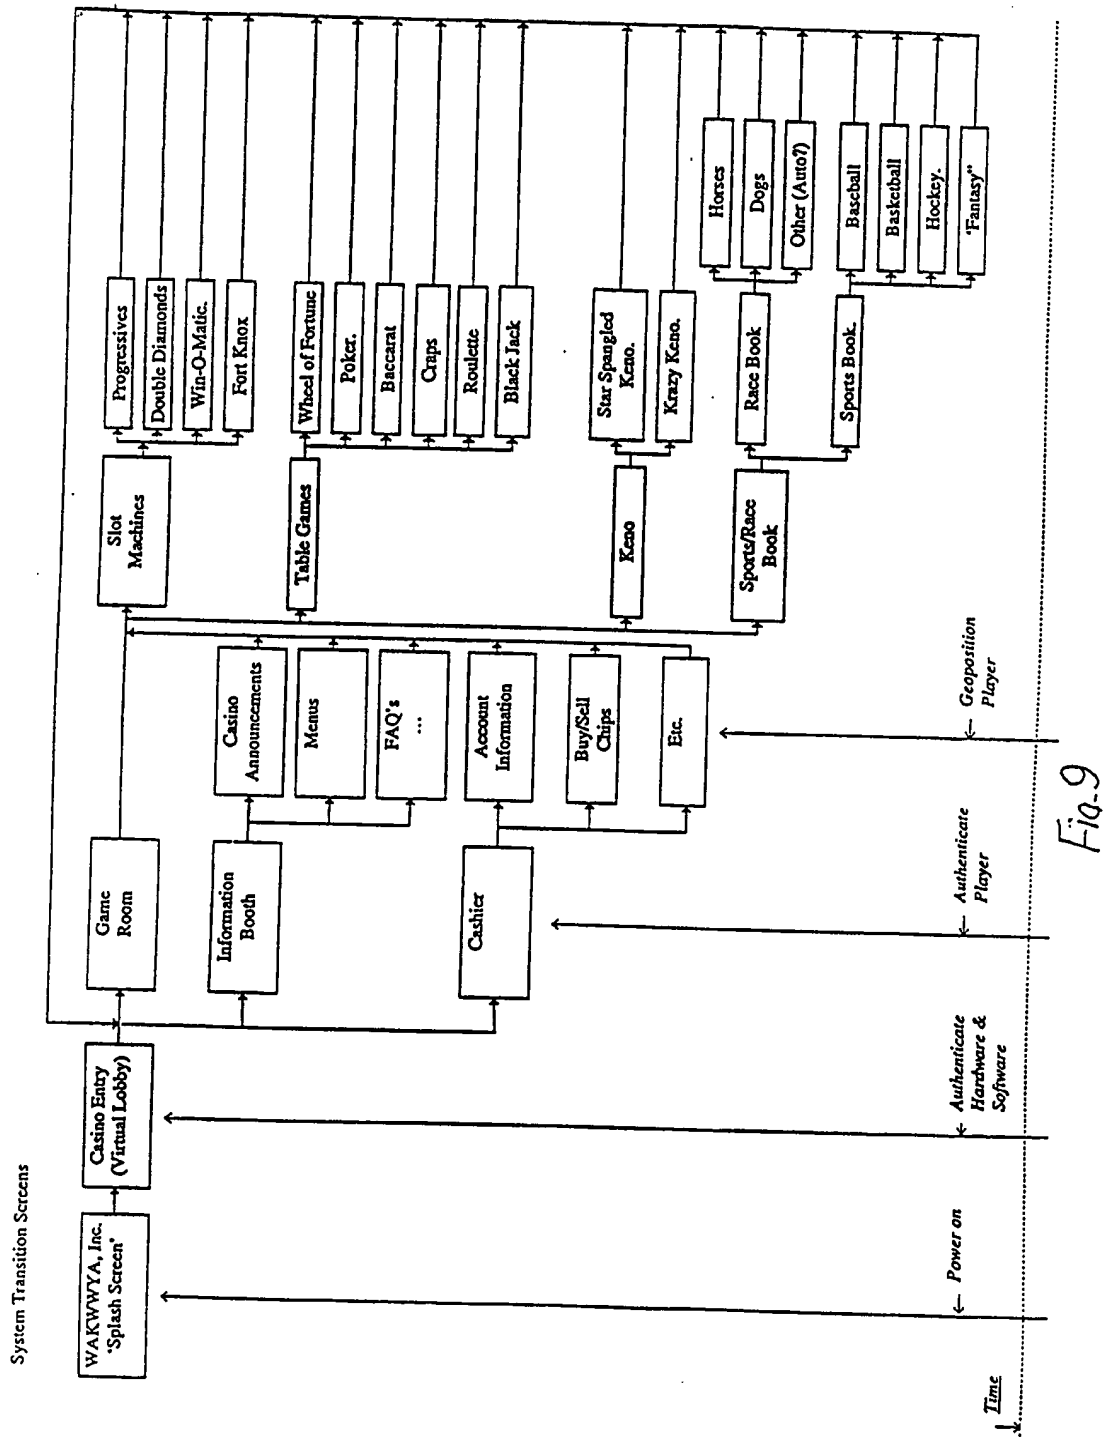 System Transition Screens
WAKWWYA, Inc.
'Splash Screen'
Casino Entry
(Virtual Lobby)
Game
Room
Information
Booth
Cashier
Casino
Announcements
Menus
FAQ's
...
Account
Information
Buy/Sell
Chips
Etc.
Slot
Machines
Table Games
Keno
Sports/Race
Book
Progressives
Double Diamonds
Win-O-Matic.
Fort Knox
Wheel of Fortune
Poker.
Baccarat
Craps
Roulette
Black Jack
Star Spangled
Keno.
Krazy Keno.
Race Book
Sports Book.
Horses
Dogs
Other (Auto?)
Baseball
Basketball
Hockey.
'Fantasy"
Power on
Authenticate
Hardware &
Software
Authenticate
Player
Geoposition
Player
Time
Fig. 9